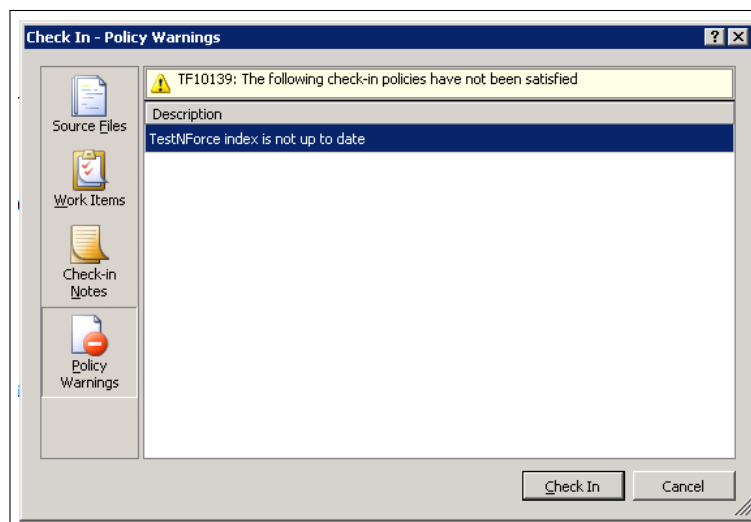 Check In - Policy Warnings
Source Files
Work Items
Check-in
Notes
Policy
Warnings
TF10139: The following check-in policies have not been satisfied
Description
TestNForce index is not up to date
Check In
Cancel